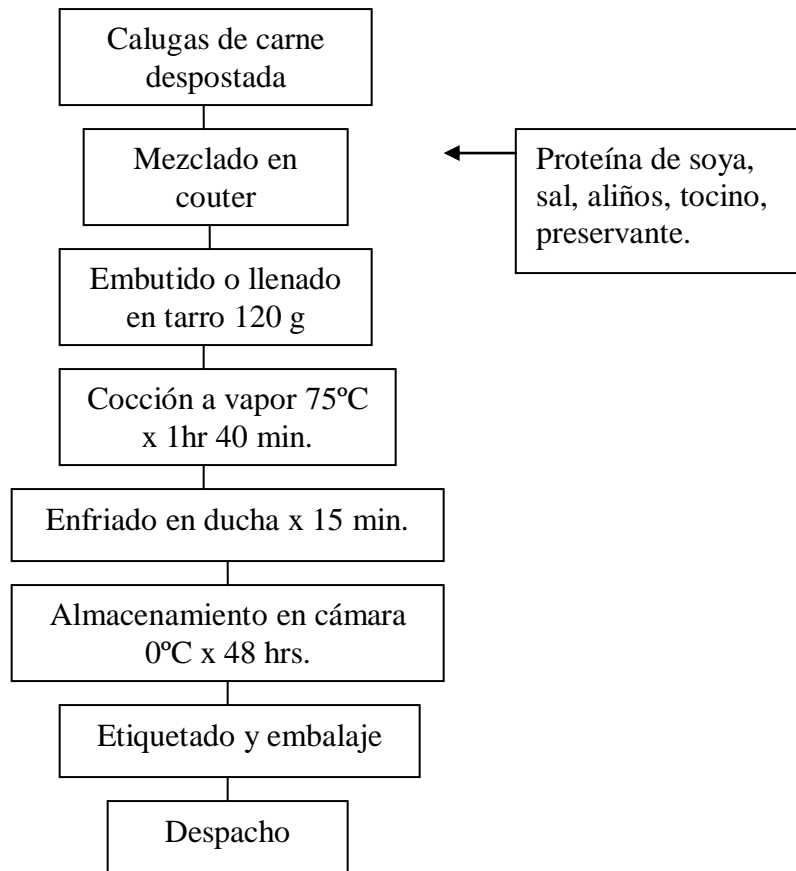 Calugas de carne
despostada
Mezclado en
couter
Proteína de soya,
sal, aliños, tocino,
preservante.
Embutido o llenado
en tarro 120 g
Cocción a vapor 75ºC
x 1hr 40 min.
Enfriado en ducha x 15 min.
Almacenamiento en cámara
0ºC x 48 hrs.
Etiquetado y embalaje
Despacho